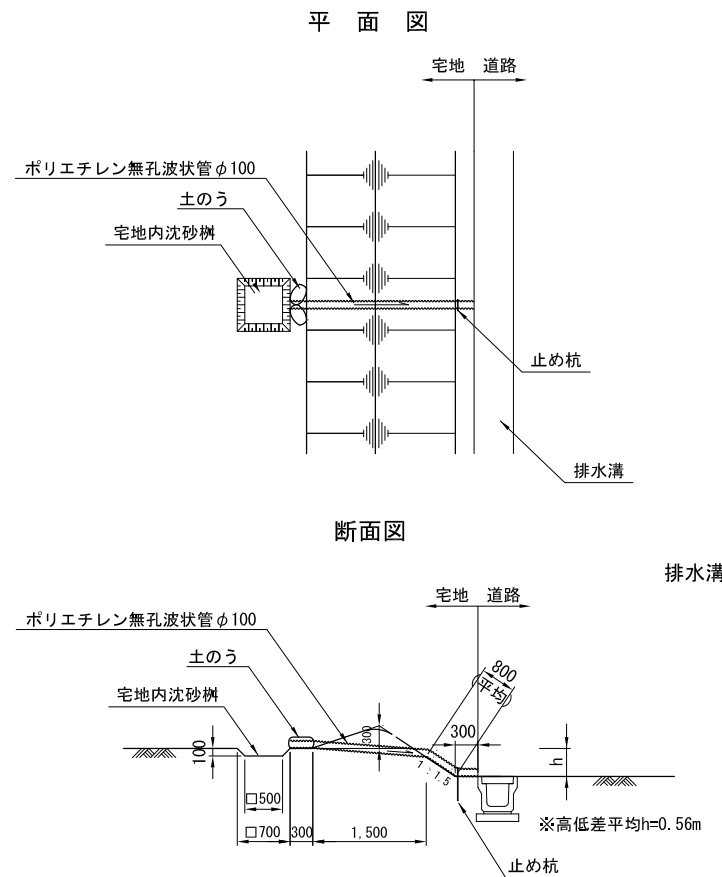 平 面 図
宅地 道路
ポリエチレン無孔波状管φ100
土のう
宅地内沈砂桝
止め杭
排水溝
断面図
排水溝
宅地 道路
ポリエチレン無孔波状管φ100
土のう
宅地内沈砂桝
800
平均
300
300
100
1:1.5
h
□500
□700
300
1,500
※高低差平均h=0.56m
止め杭